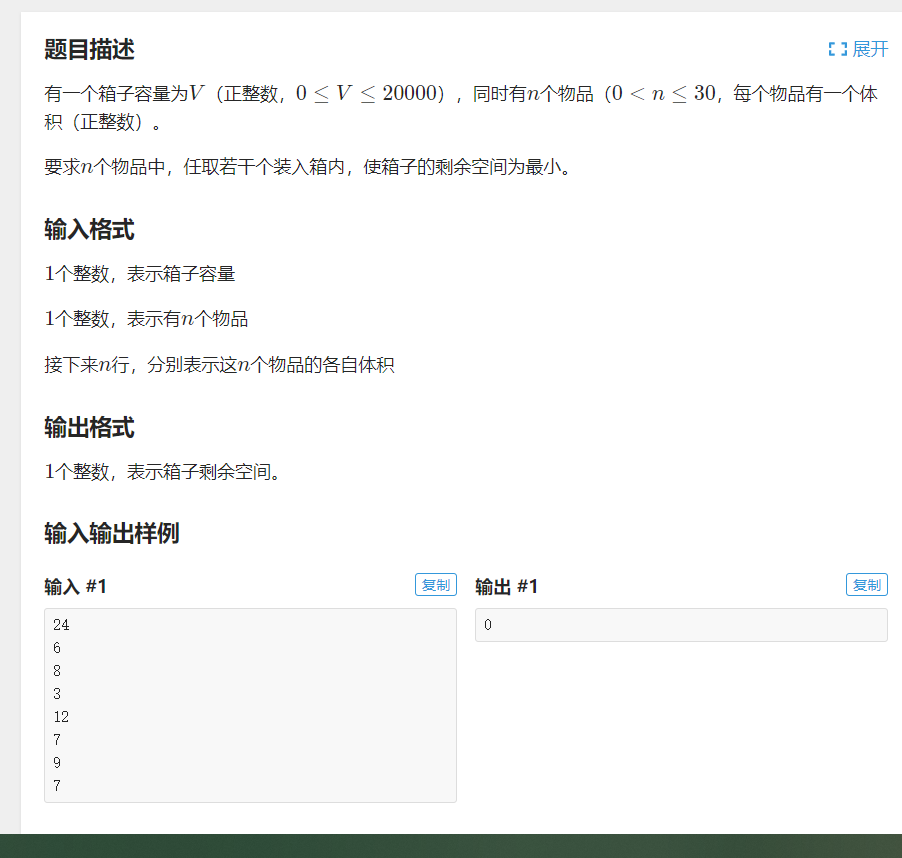 题目描述
展开
有一个箱子容量为V（正整数，0 ≤ V ≤ 20000），同时有n个物品（0 < n ≤ 30，每个物品有一个体
积（正整数）。
要求n个物品中，任取若干个装入箱内，使箱子的剩余空间为最小。
输入格式
1个整数，表示箱子容量
1个整数，表示有n个物品
接下来n行，分别表示这n个物品的各自体积
输出格式
1个整数，表示箱子剩余空间。
输入输出样例
输入 #1
复制
24
6
8
3
12
7
9
7
输出 #1
复制
0